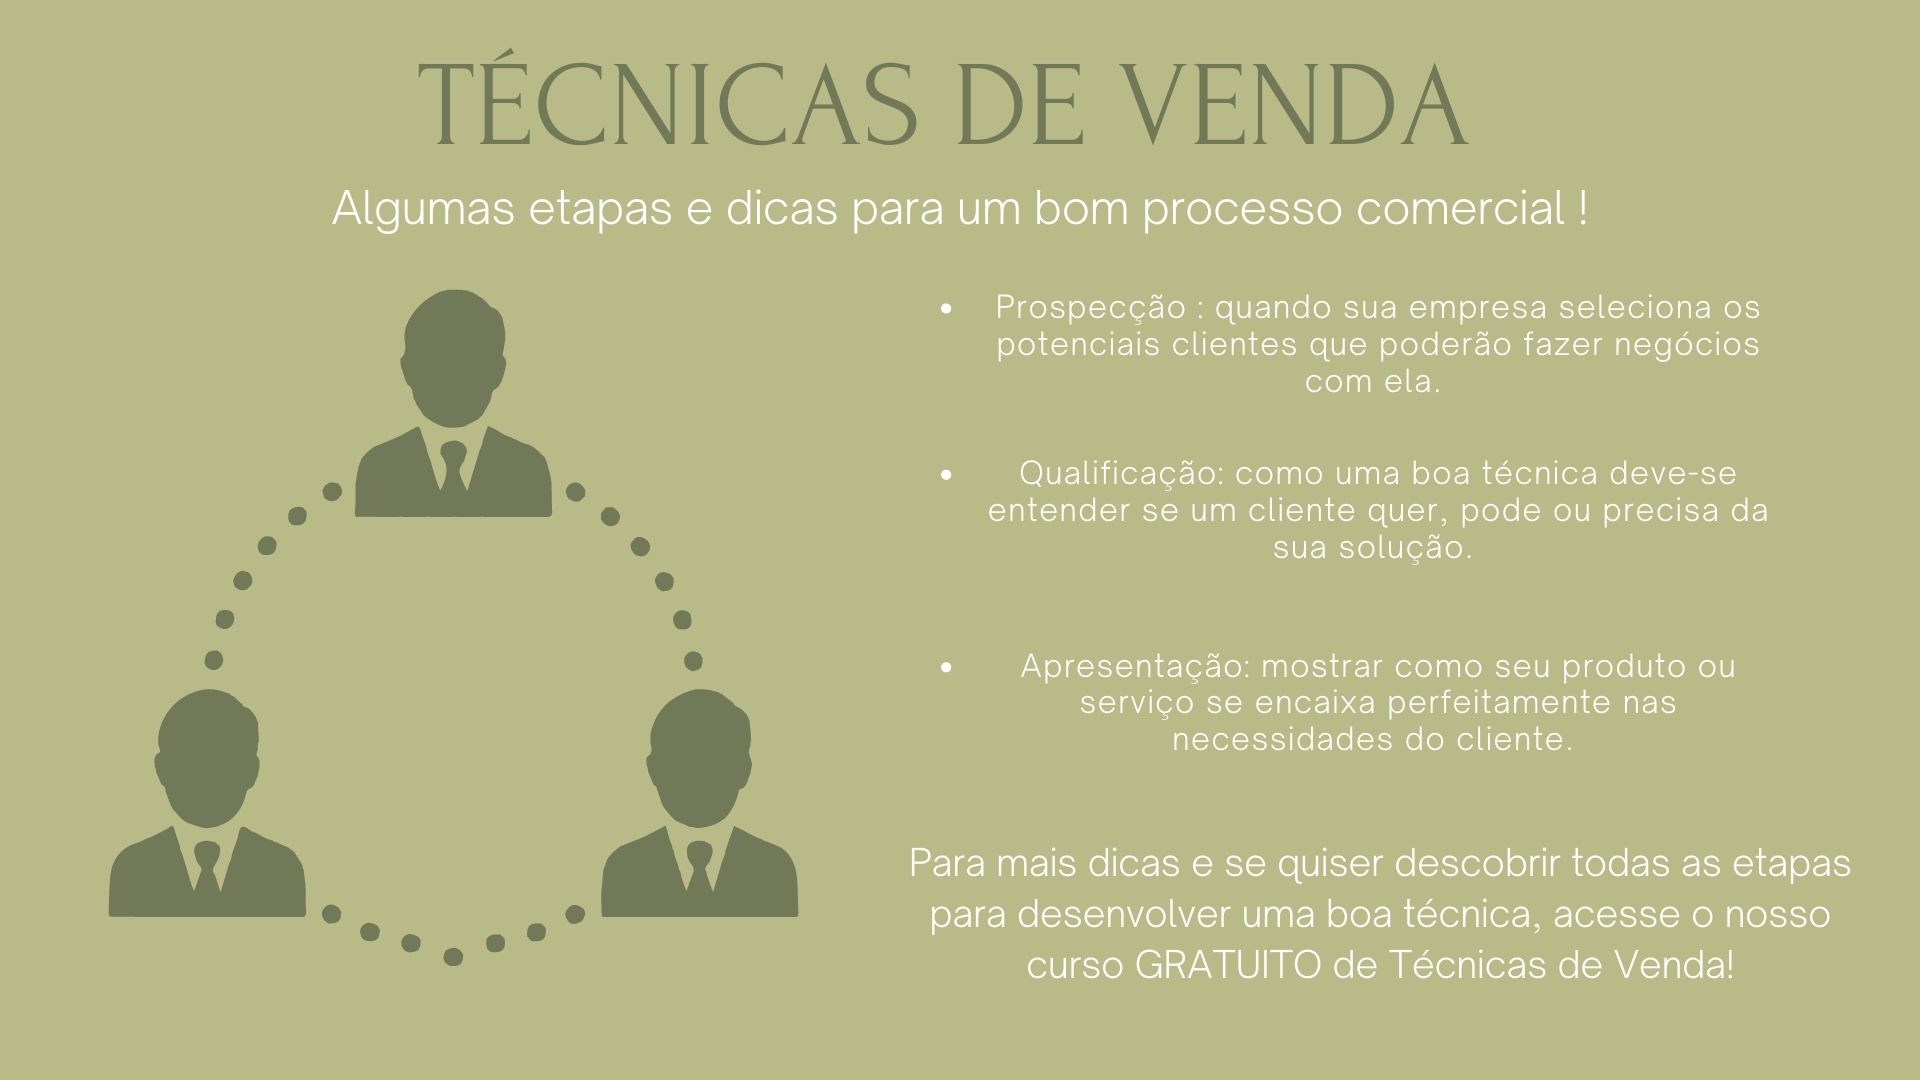 TÉCNICAS DE VENDA
Algumas etapas e dicas para um bom processo comercial !
• Prospecção : quando sua empresa seleciona os
potenciais clientes que poderão fazer negócios
com ela.
• Qualificação: como uma boa técnica deve-se
entender se um cliente quer, pode ou precisa da
sua solução.
• Apresentação: mostrar como seu produto ou
serviço se encaixa perfeitamente nas
necessidades do cliente.
Para mais dicas e se quiser descobrir todas as etapas
para desenvolver uma boa técnica, acesse o nosso
curso GRATUITO de Técnicas de Venda!